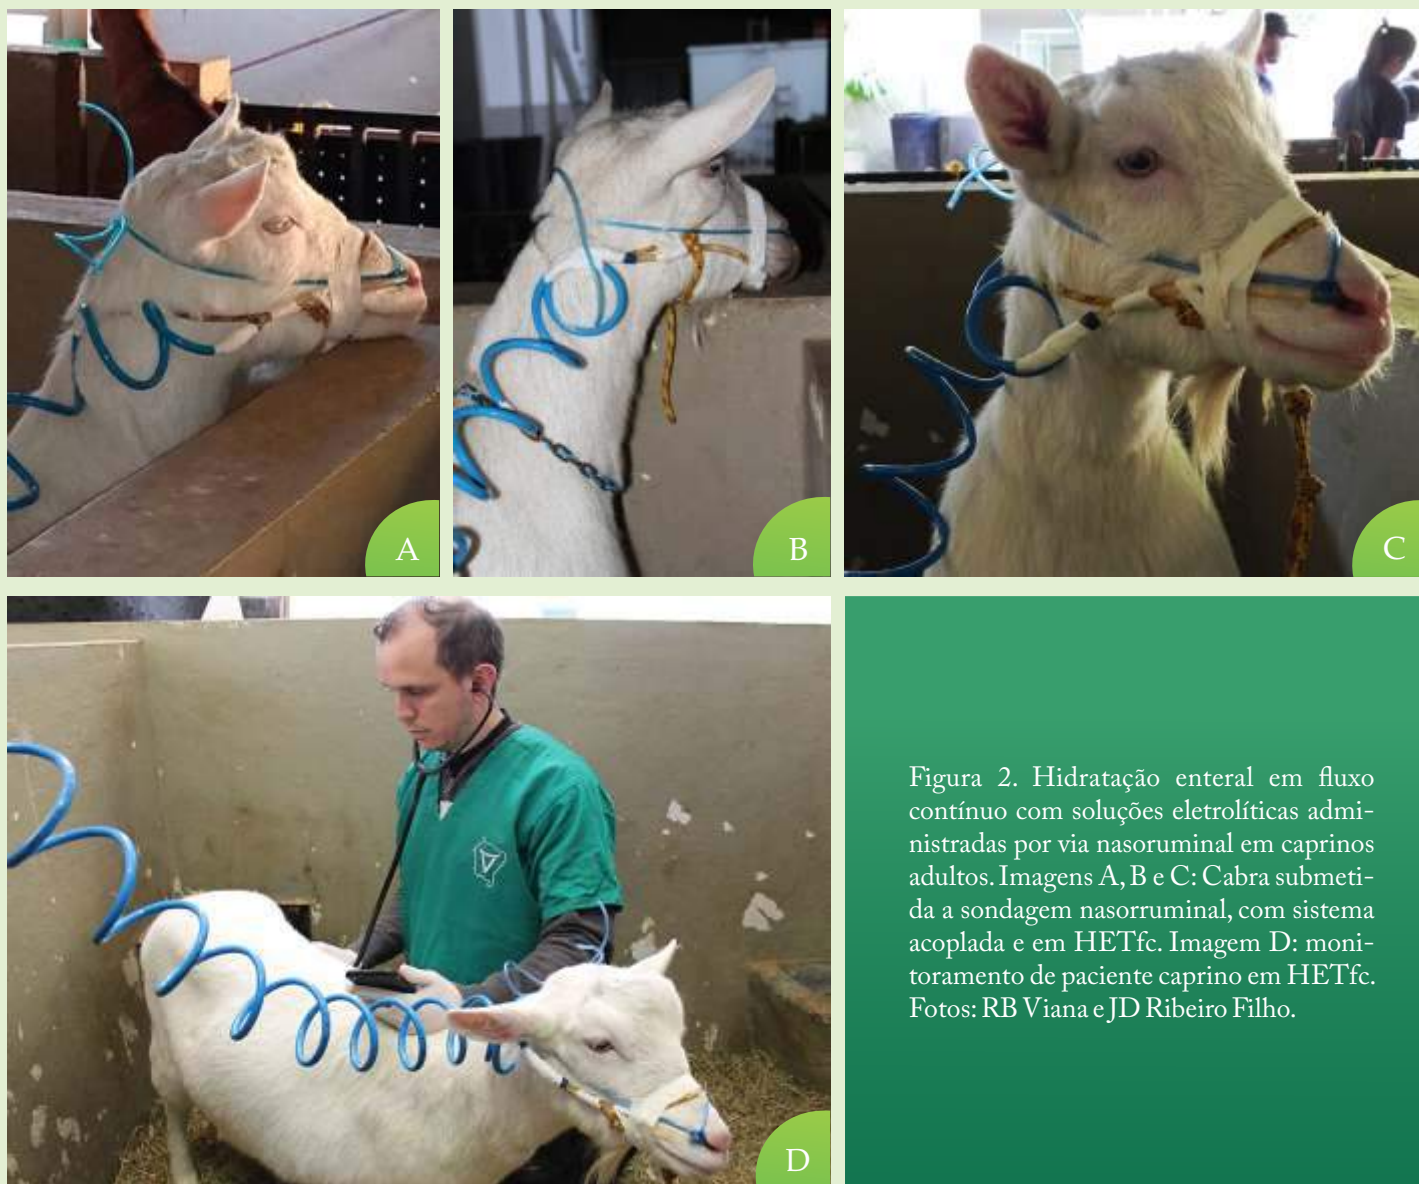 A
B
C
D
Figura 2. Hidratação enteral em fluxo
contínuo com soluções eletrolíticas admi-
nistradas por via nasoruminal em caprinos
adultos. Imagens A, B e C: Cabra submeti-
da a sondagem nasorruminal, com sistema
acoplada e em HETfc. Imagem D: moni-
toramento de paciente caprino em HETfc.
Fotos: RB Viana e JD Ribeiro Filho.